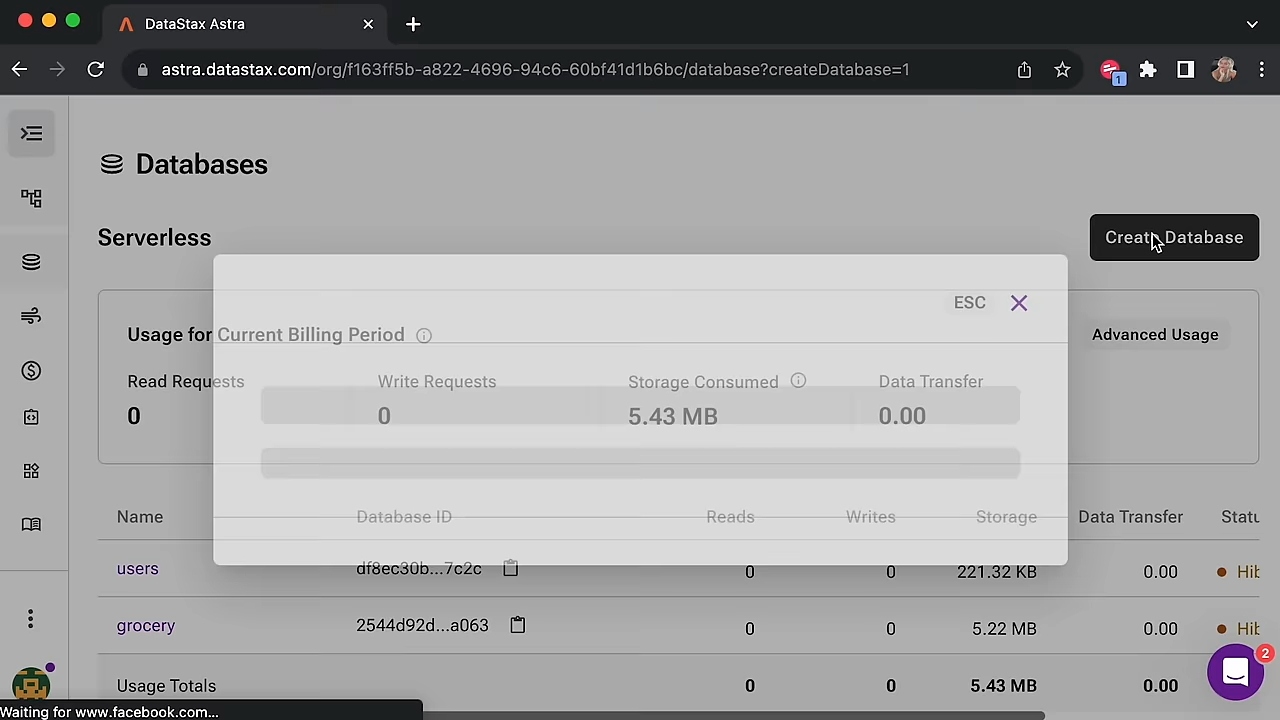 DataStax Astra
astra.datastax.com/org/f163ff5b-a822-4696-94c6-60bf41d1b6bc/database?createDatabase=1
1
Databases
Serverless
Create Database
ESC
Usage for Current Billing Period
Advanced Usage
Read Requests Write Requests Storage Consumed Data Transfer
0 0 5.43 MB 0.00
Name Database ID Reads Writes Storage Data Transfer Statu
users df8ec30b...7c2c 0 0 221.32 KB 0.00 Hib
grocery 2544d92d...a063 0 0 5.22 MB 0.00 Hib
2
Usage Totals 0 0 5.43 MB 0.00
Waiting for www.facebook.com...